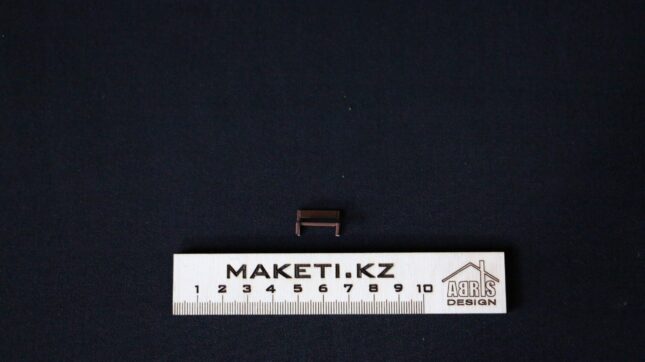 MAKETI.KZ
1 2 3 4 5 6 7 8 9 10
ABRIS
DESIGN